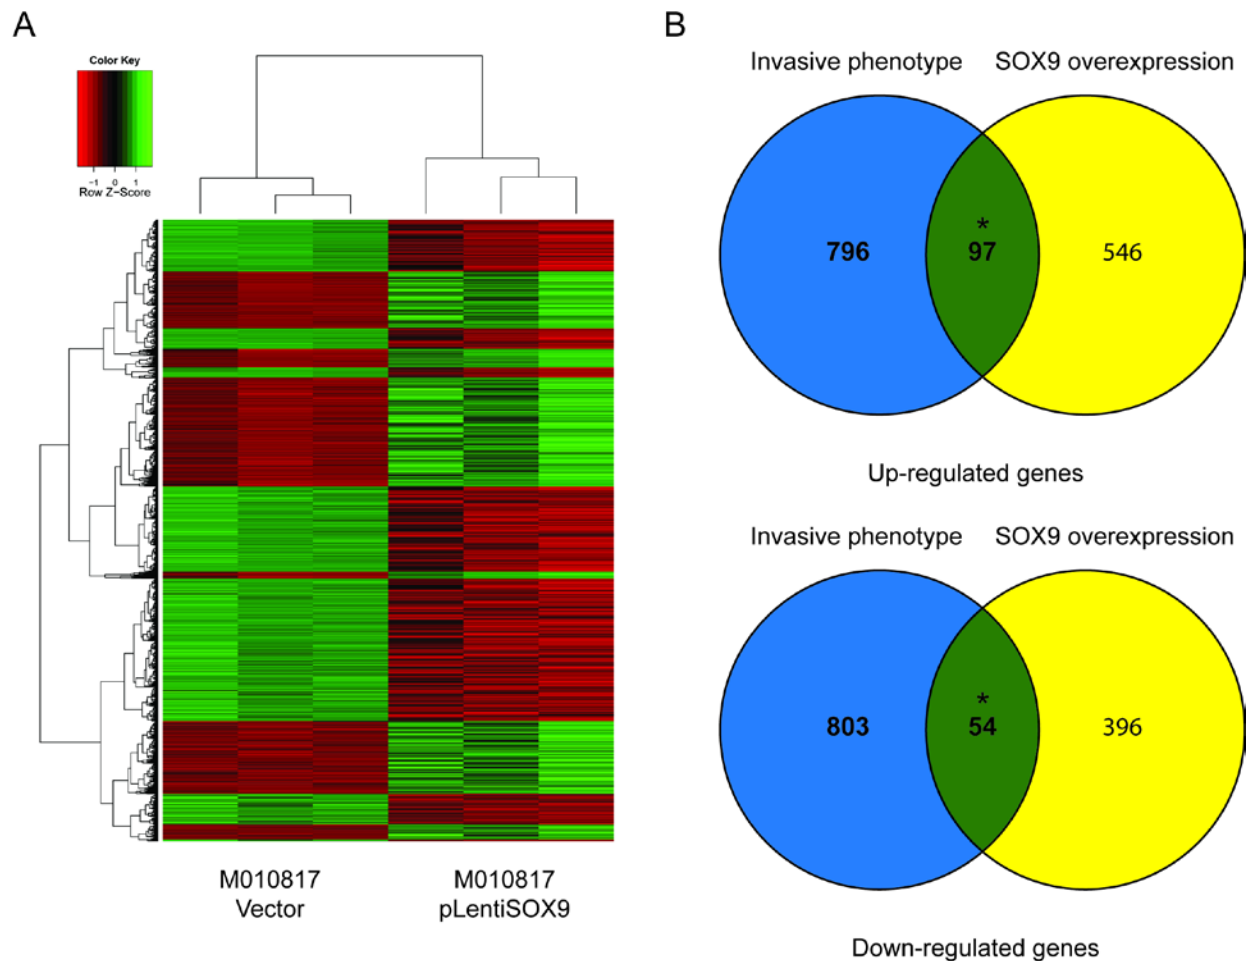 A
Color Key
−1 0 1
Row Z−Score
M010817
Vector
M010817
pLentiSOX9
B
Invasive phenotype SOX9 overexpression
*
796 97 546
Up-regulated genes
Invasive phenotype SOX9 overexpression
*
803 54 396
Down-regulated genes